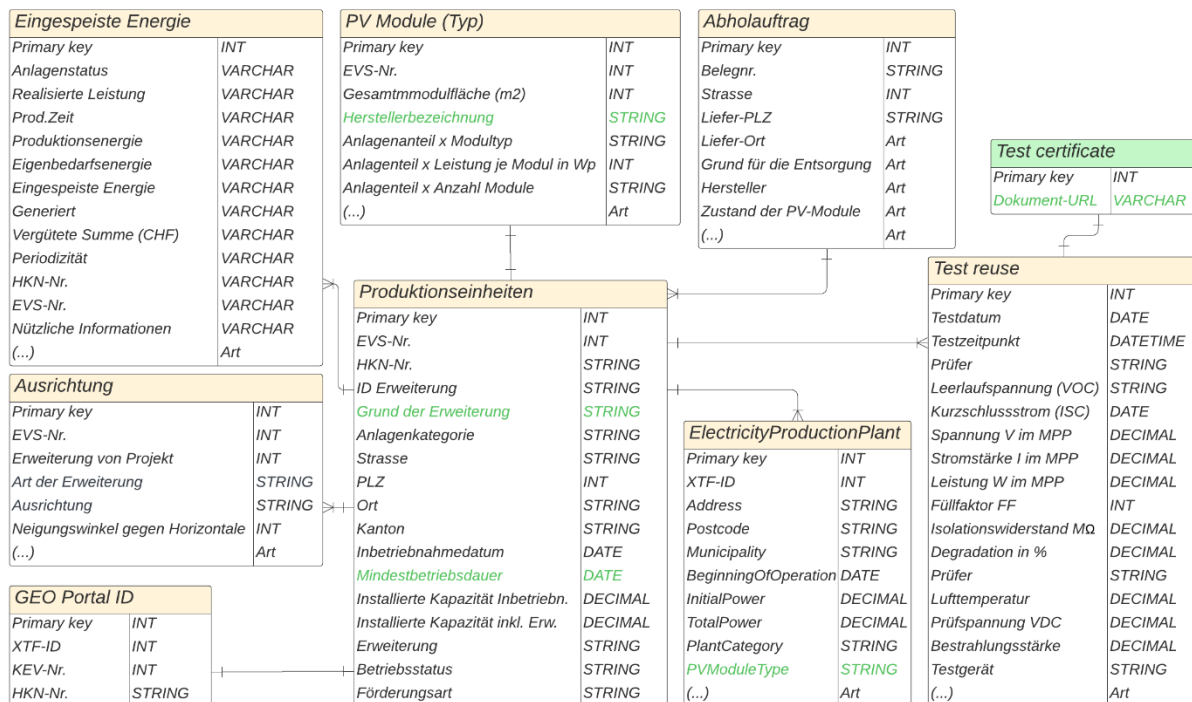 Eingespeiste Energie
Primary key INT
Anlagenstatus VARCHAR
Realisierte Leistung VARCHAR
Prod.Zeit VARCHAR
Produktionsenergie VARCHAR
Eigenbedarfsenergie VARCHAR
Eingespeiste Energie VARCHAR
Generiert VARCHAR
Vergütete Summe (CHF) VARCHAR
Periodizität VARCHAR
HKN-Nr. VARCHAR
EVS-Nr. VARCHAR
Nützliche Informationen VARCHAR
(...) Art
PV Module (Typ)
Primary key INT
EVS-Nr. INT
Gesamtmmodulfläche (m2) INT
Herstellerbezeichnung STRING
Anlagenanteil x Modultyp STRING
Anlagenteil x Leistung je Modul in Wp INT
Anlagenteil x Anzahl Module STRING
(...) Art
Abholauftrag
Primary key INT
Belegnr. STRING
Strasse INT
Liefer-PLZ STRING
Liefer-Ort Art
Grund für die Entsorgung Art
Hersteller Art
Zustand der PV-Module Art
(...) Art
Test certificate
Primary key INT
Dokument-URL VARCHAR
Ausrichtung
Primary key INT
EVS-Nr. INT
Erweiterung von Projekt INT
Art der Erweiterung STRING
Ausrichtung STRING
Neigungswinkel gegen Horizontale INT
(...) Art
GEO Portal ID
Primary key INT
XTF-ID INT
KEV-Nr. INT
HKN-Nr. STRING
Produktionseinheiten
Primary key INT
EVS-Nr. INT
HKN-Nr. STRING
ID Erweiterung STRING
Grund der Erweiterung STRING
Anlagenkategorie STRING
Strasse STRING
PLZ INT
Ort STRING
Kanton STRING
Inbetriebnahmedatum DATE
Mindestbetriebsdauer DATE
Installierte Kapazität Inbetriebn. DECIMAL
Installierte Kapazität inkl. Erw. DECIMAL
Erweiterung STRING
Betriebsstatus STRING
Förderungsart STRING
ElectricityProductionPlant
Primary key INT
XTF-ID INT
Address STRING
Postcode STRING
Municipality STRING
BeginningOfOperation DATE
InitialPower DECIMAL
TotalPower DECIMAL
PlantCategory STRING
PVModuleType STRING
(...) Art
Test reuse
Primary key INT
Testdatum DATE
Testzeitpunkt DATETIME
Prüfer STRING
Leerlaufspannung (VOC) STRING
Kurzschlussstrom (ISC) DATE
Spannung V im MPP DECIMAL
Stromstärke I im MPP DECIMAL
Leistung W im MPP DECIMAL
Füllfaktor FF INT
Isolationswiderstand MΩ DECIMAL
Degradation in % DECIMAL
Prüfer STRING
Lufttemperatur DECIMAL
Prüfspannung VDC DECIMAL
Bestrahlungsstärke DECIMAL
Testgerät STRING
(...) Art